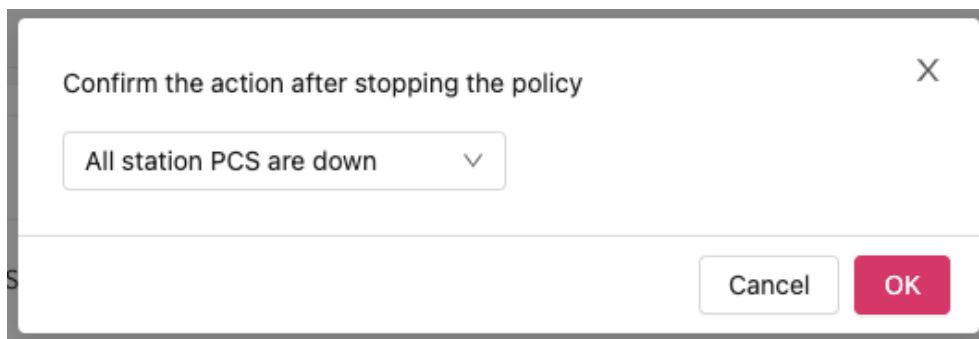 Confirm the action after stopping the policy
X
All station PCS are down
S
Cancel
OK